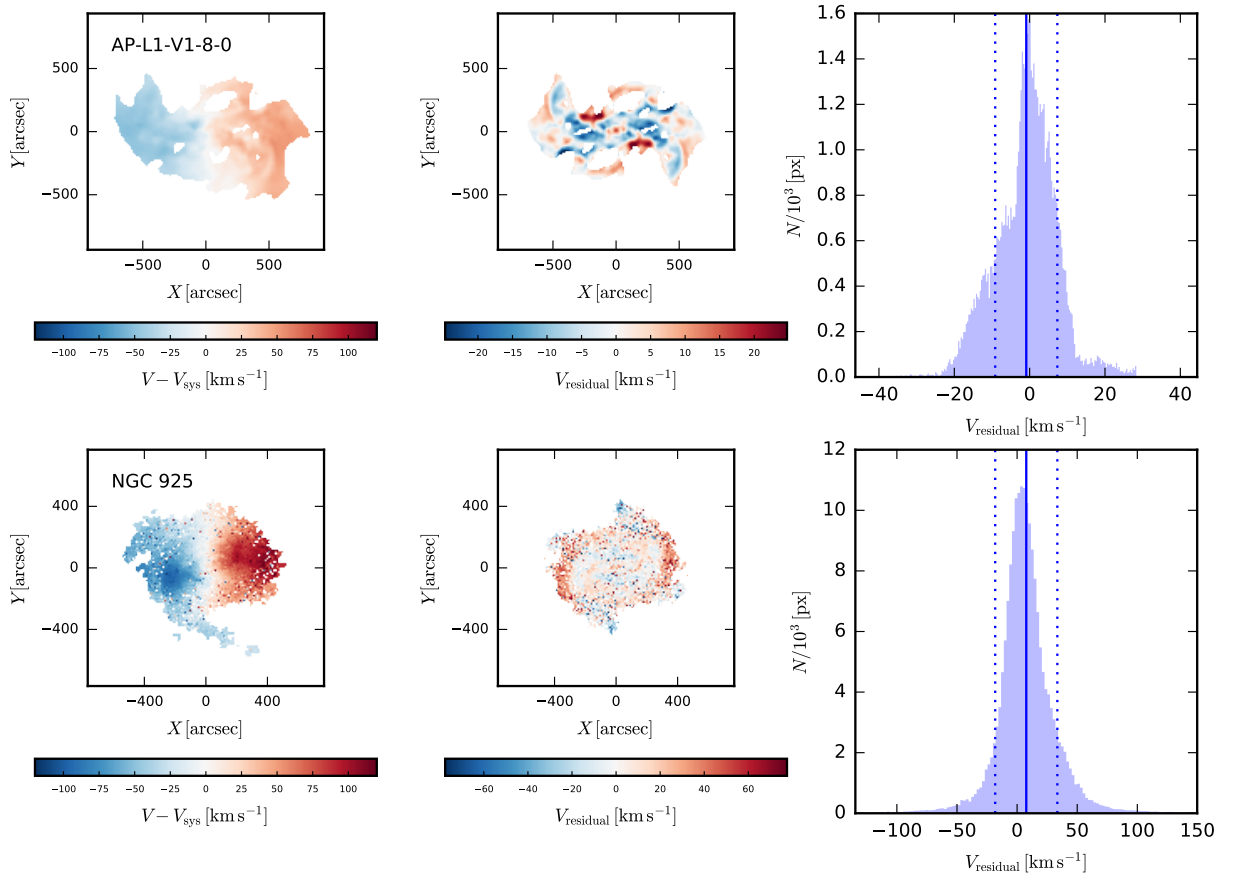 AP-L1-V1-8-0
500
0
−500
Y [arcsec]
−500 0 500
X [arcsec]
−100 −75 −50 −25 0 25 50 75 100
V − Vsys [km s−1]
500
0
−500
Y [arcsec]
−500 0 500
X [arcsec]
−20 −15 −10 −5 0 5 10 15 20
Vresidual [km s−1]
1.6
1.4
1.2
1.0
0.8
0.6
0.4
0.2
0.0
N/10^3 [px]
−40 −20 0 20 40
Vresidual [km s−1]
NGC 925
400
0
−400
Y [arcsec]
−400 0 400
X [arcsec]
−100 −75 −50 −25 0 25 50 75 100
V − Vsys [km s−1]
400
0
−400
Y [arcsec]
−400 0 400
X [arcsec]
−60 −40 −20 0 20 40 60
Vresidual [km s−1]
12
10
8
6
4
2
0
N/10^3 [px]
−100 −50 0 50 100 150
Vresidual [km s−1]